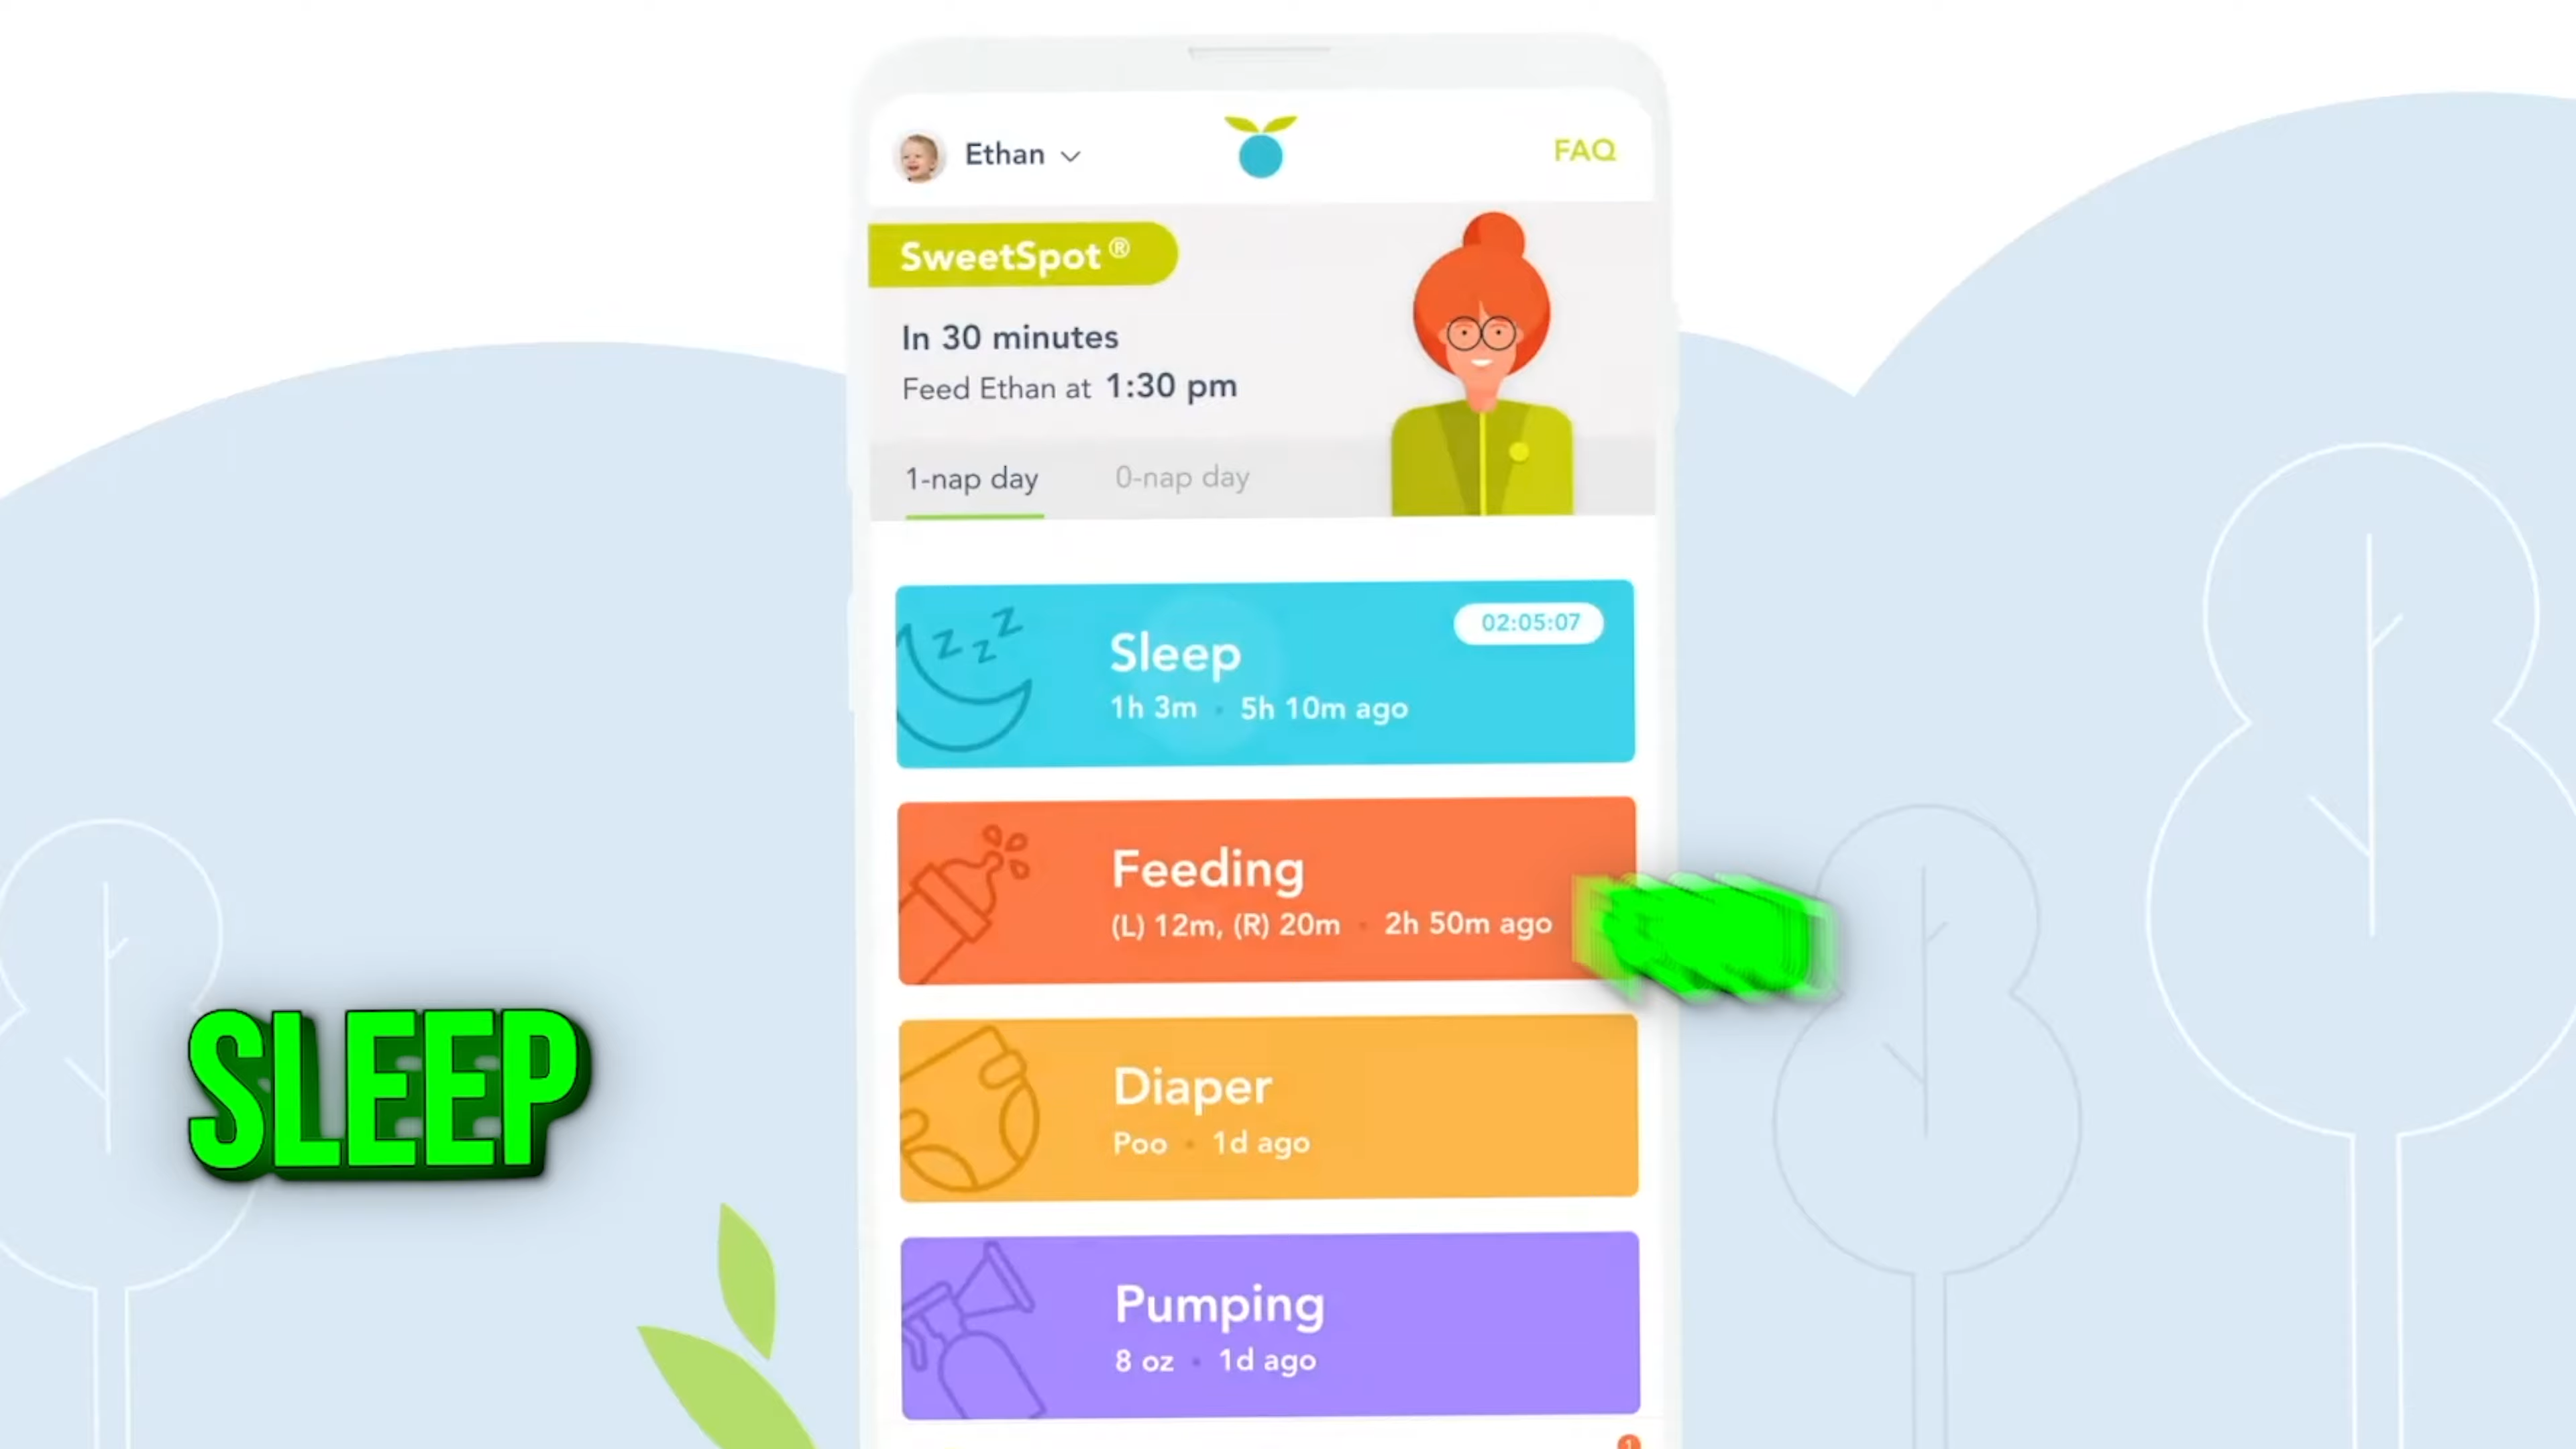 Ethan
FAQ
SweetSpot®
In 30 minutes
Feed Ethan at 1:30 pm
1-nap day 0-nap day
z z z
Sleep
02:05:07
1h 3m • 5h 10m ago
Feeding
(L) 12m, (R) 20m • 2h 50m ago
SLEEP
Diaper
Poo • 1d ago
Pumping
8 oz • 1d ago
1